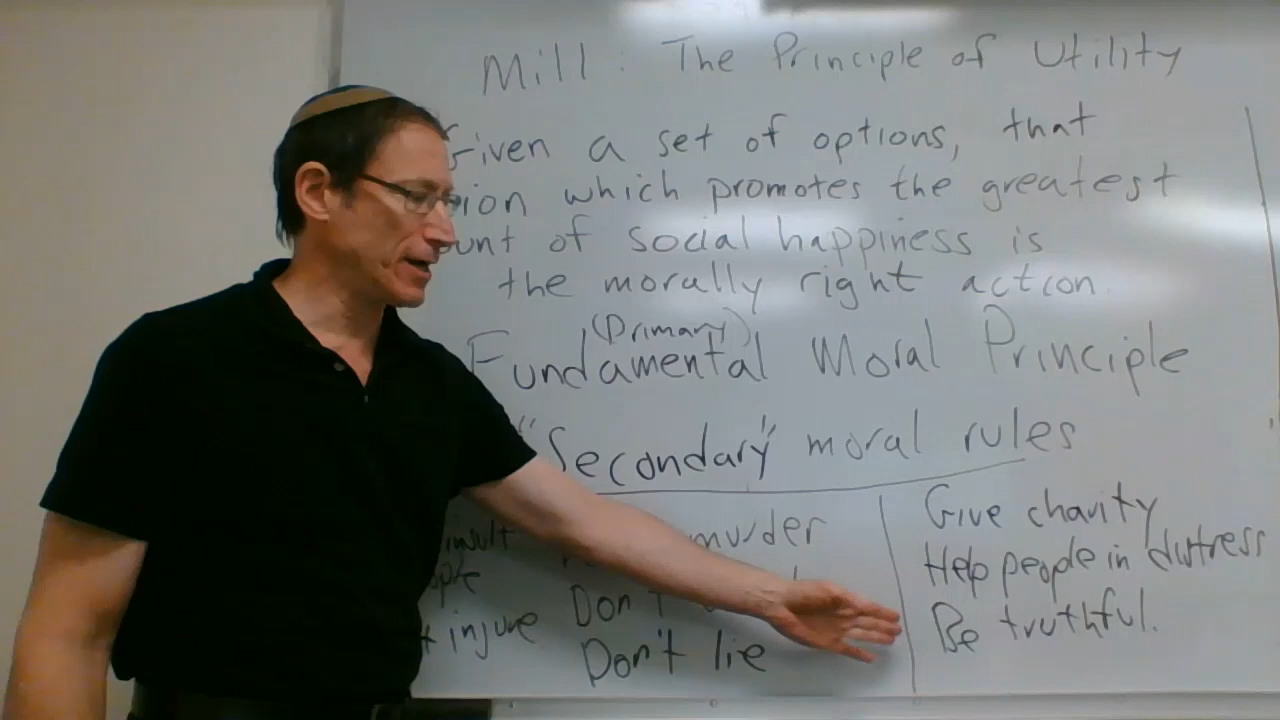 Mill: The Principle of Utility
Given a set of options, that
which promotes the greatest
of social happiness is
the morally right action
(Primary)
Fundamental Moral Principle
"Secondary" moral rules
insult murder
injure Don't
Don't lie
Give charity
Help people in distress
Be truthful.